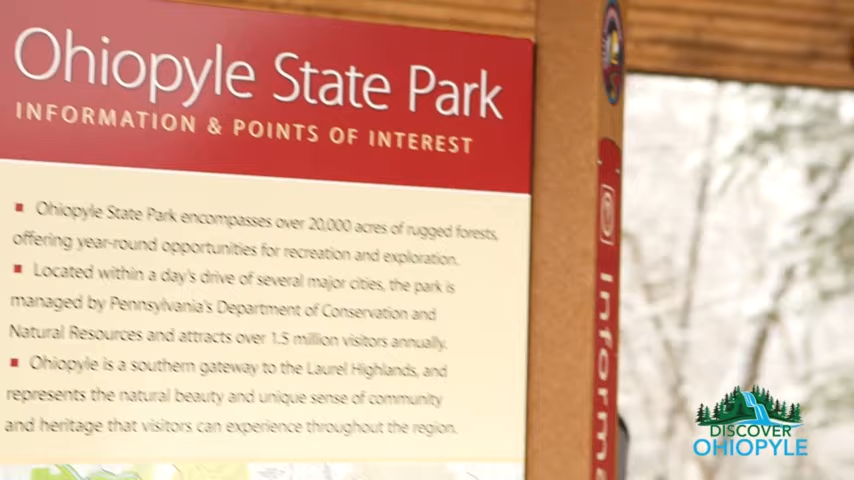 Ohiopyle State Park
INFORMATION & POINTS OF INTEREST
▪ Ohiopyle State Park encompasses over 20,000 acres of rugged forests,
offering year-round opportunities for recreation and exploration.
▪ Located within a day's drive of several major cities, the park is
managed by Pennsylvania's Department of Conservation and
Natural Resources and attracts over 1.5 million visitors annually.
▪ Ohiopyle is a southern gateway to the Laurel Highlands, and
represents the natural beauty and unique sense of community
and heritage that visitors can experience throughout the region.
Informa
DISCOVER
OHIOPYLE